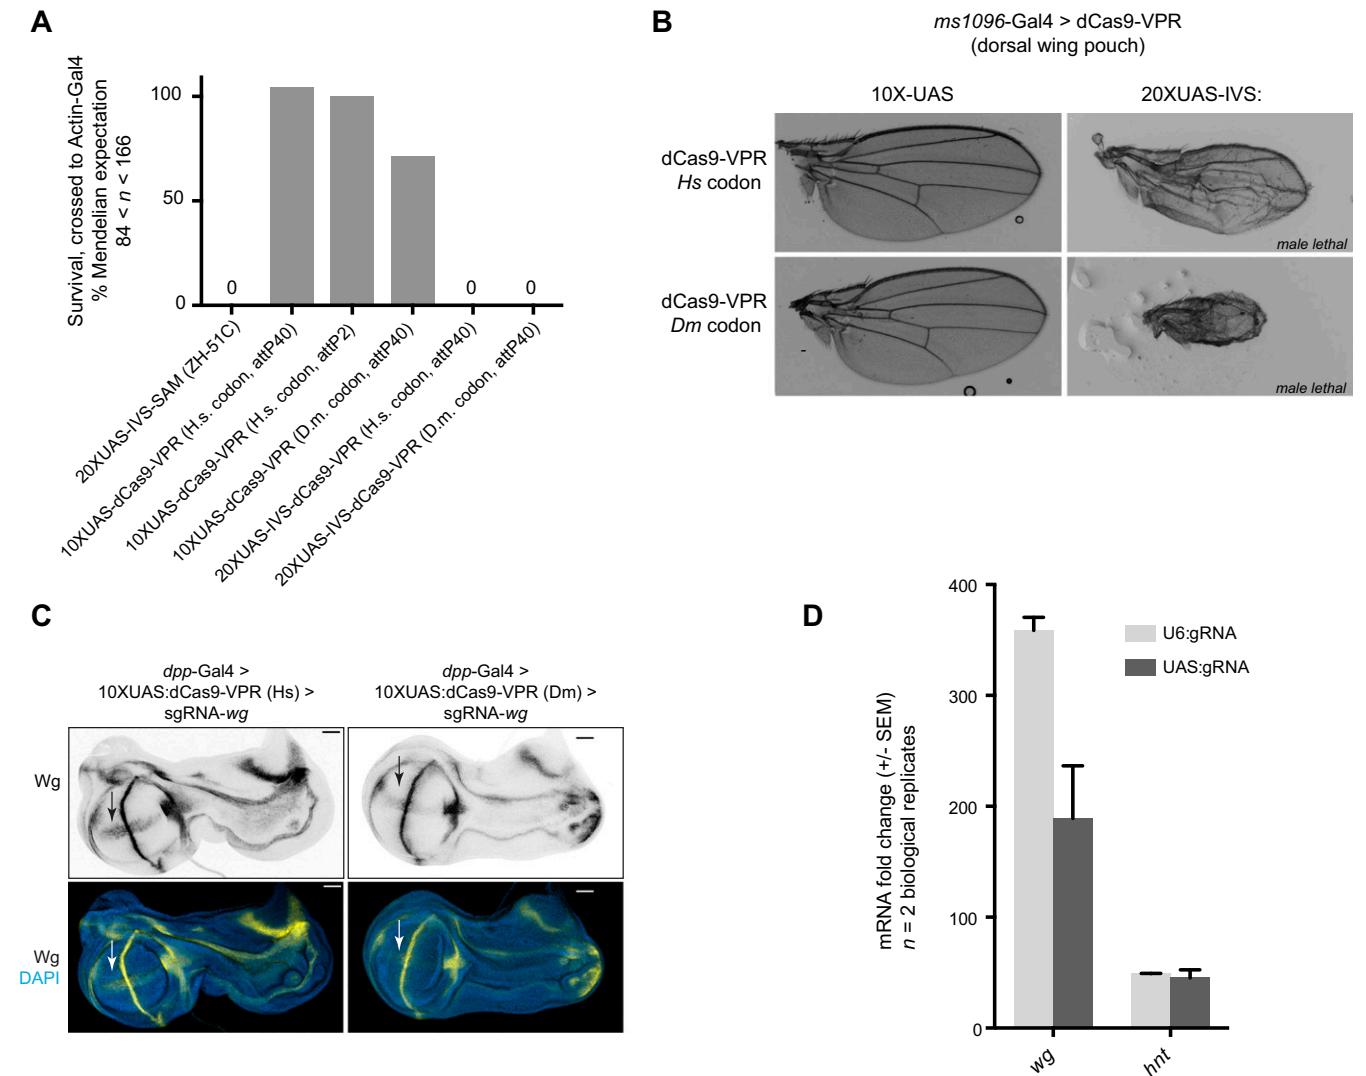 A
Survival, crossed to Actin-Gal4
% Mendelian expectation
84 < n < 166
100
50
0
0
0
0
20XUAS-IVS-SAM (ZH-51C)
10XUAS-dCas9-VPR (H.s. codon, attP40)
10XUAS-dCas9-VPR (H.s. codon, attP2)
10XUAS-dCas9-VPR (D.m. codon, attP40)
20XUAS-IVS-dCas9-VPR (H.s. codon, attP40)
20XUAS-IVS-dCas9-VPR (D.m. codon, attP40)
B
ms1096-Gal4 > dCas9-VPR
(dorsal wing pouch)
10X-UAS
20XUAS-IVS:
dCas9-VPR
Hs codon
male lethal
dCas9-VPR
Dm codon
male lethal
C
dpp-Gal4 >
10XUAS:dCas9-VPR (Hs) >
sgRNA-wg
dpp-Gal4 >
10XUAS:dCas9-VPR (Dm) >
sgRNA-wg
Wg
Wg
DAPI
D
mRNA fold change (+/- SEM)
n = 2 biological replicates
400
300
200
100
0
U6:gRNA
UAS:gRNA
wg
hnt